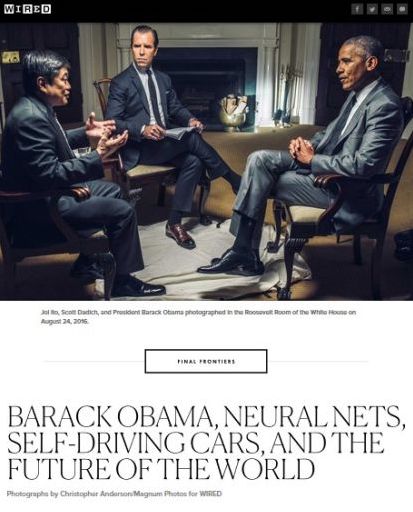 WIRED
Joi Ito, Scott Dadich, and President Barack Obama photographed in the Roosevelt Room of the White House on
August 24, 2016.
FINAL FRONTIERS
BARACK OBAMA, NEURAL NETS,
SELF-DRIVING CARS, AND THE
FUTURE OF THE WORLD
Photographs by Christopher Anderson/Magnum Photos for WIRED